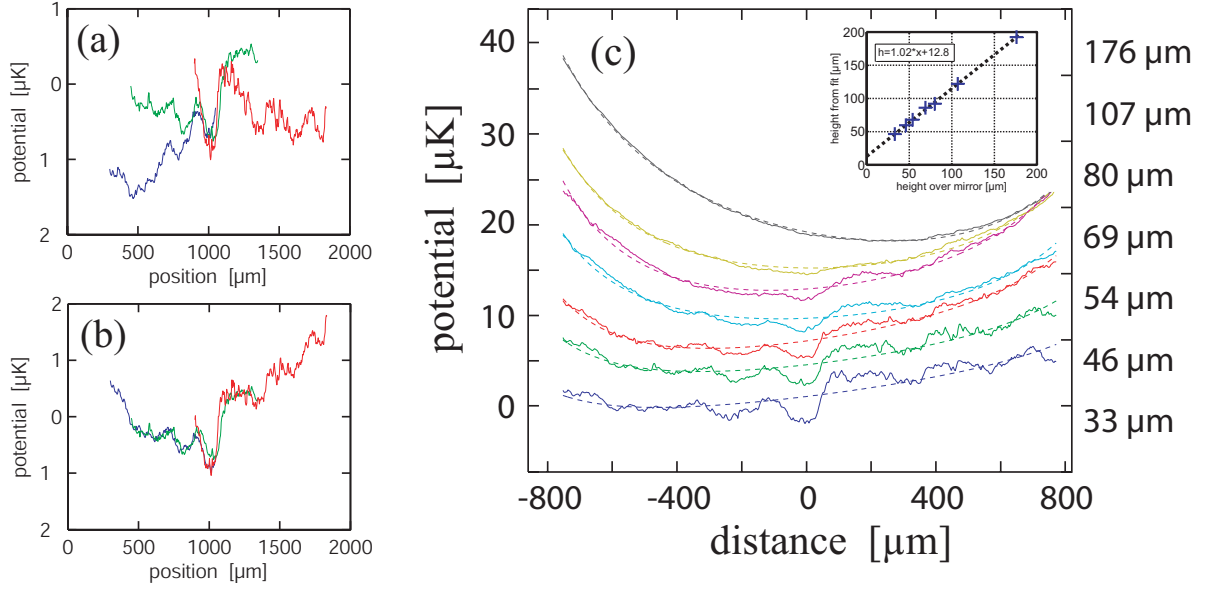 (a)
potential [µK]
1
0
1
2
0
500
1000
1500
2000
position [µm]
(b)
potential [µK]
2
1
0
1
2
0
500
1000
1500
2000
position [µm]
(c)
potential [µK]
40
30
20
10
0
-800
-400
0
400
800
distance [µm]
176 µm
107 µm
80 µm
69 µm
54 µm
46 µm
33 µm
h=1.02*x+12.8
height from fit [µm]
200
150
100
50
0
0
50
100
150
200
height over mirror [µm]